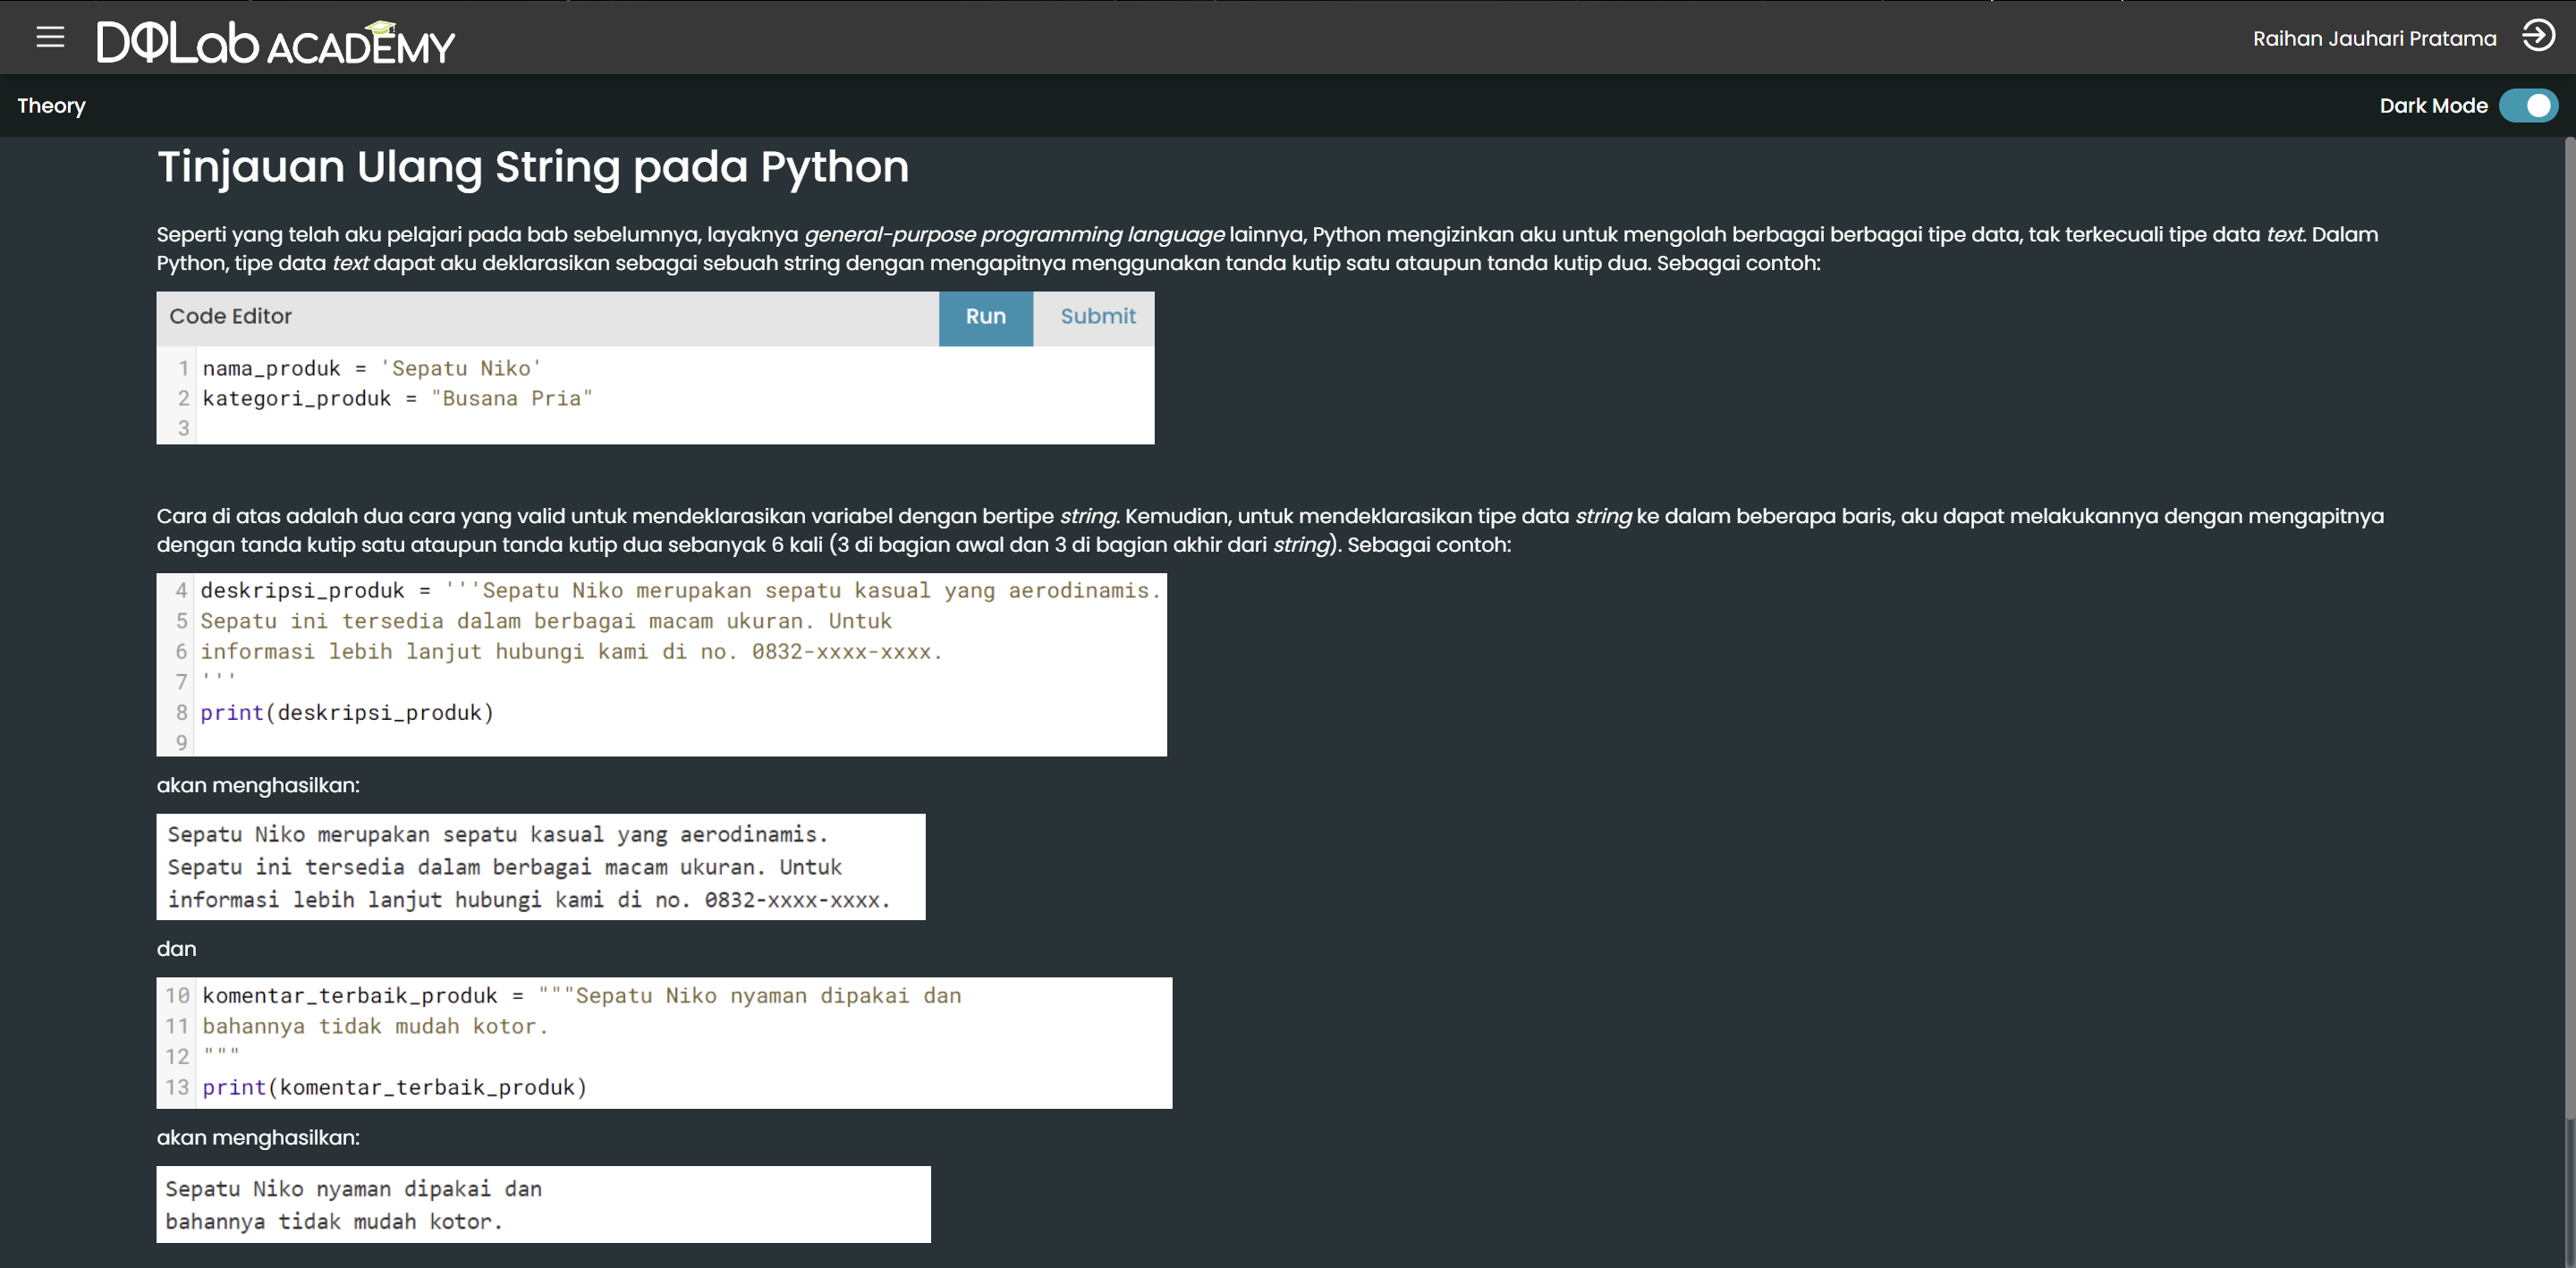 DQLab ACADEMY
Raihan Jauhari Pratama
Theory
Dark Mode
Tinjauan Ulang String pada Python
Seperti yang telah aku pelajari pada bab sebelumnya, layaknya general-purpose programming language lainnya, Python mengizinkan aku untuk mengolah berbagai berbagai tipe data, tak terkecuali tipe data text. Dalam
Python, tipe data text dapat aku deklarasikan sebagai sebuah string dengan mengapitnya menggunakan tanda kutip satu ataupun tanda kutip dua. Sebagai contoh:
Code Editor
Run
Submit
1 nama_produk = 'Sepatu Niko'
2 kategori_produk = "Busana Pria"
3
Cara di atas adalah dua cara yang valid untuk mendeklarasikan variabel dengan bertipe string. Kemudian, untuk mendeklarasikan tipe data string ke dalam beberapa baris, aku dapat melakukannya dengan mengapitnya
dengan tanda kutip satu ataupun tanda kutip dua sebanyak 6 kali (3 di bagian awal dan 3 di bagian akhir dari string). Sebagai contoh:
4 deskripsi_produk = '''Sepatu Niko merupakan sepatu kasual yang aerodinamis.
5 Sepatu ini tersedia dalam berbagai macam ukuran. Untuk
6 informasi lebih lanjut hubungi kami di no. 0832-xxxx-xxxx.
7 '''
8 print(deskripsi_produk)
9
akan menghasilkan:
Sepatu Niko merupakan sepatu kasual yang aerodinamis.
Sepatu ini tersedia dalam berbagai macam ukuran. Untuk
informasi lebih lanjut hubungi kami di no. 0832-xxxx-xxxx.
dan
10 komentar_terbaik_produk = """Sepatu Niko nyaman dipakai dan
11 bahannya tidak mudah kotor.
12 """
13 print(komentar_terbaik_produk)
akan menghasilkan:
Sepatu Niko nyaman dipakai dan
bahannya tidak mudah kotor.